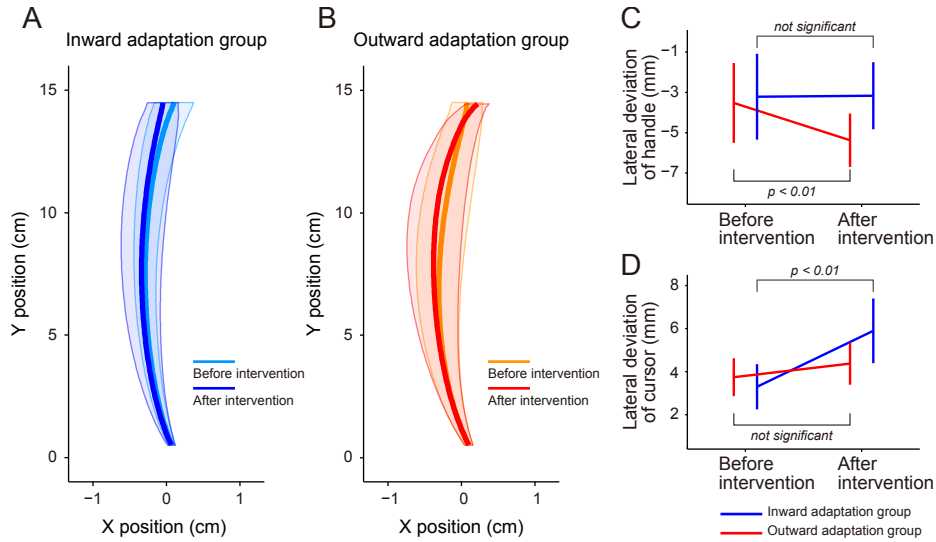 A
Inward adaptation group
15
10
5
0
Y position (cm)
−1
0
1
X position (cm)
Before intervention
After intervention
B
Outward adaptation group
15
10
5
0
Y position (cm)
−1
0
1
X position (cm)
Before intervention
After intervention
C
not significant
−1
−3
−5
−7
Lateral deviation
of handle (mm)
p < 0.01
Before
intervention
After
intervention
D
p < 0.01
8
6
4
2
Lateral deviation
of cursor (mm)
not significant
Before
intervention
After
intervention
Inward adaptation group
Outward adaptation group